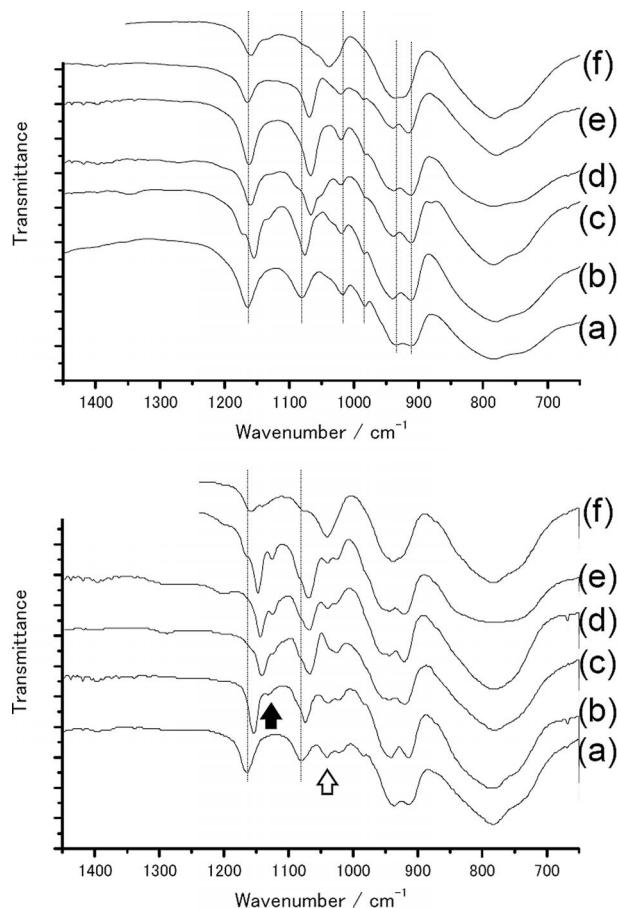 (f)
(e)
(d)
(c)
(b)
(a)
Transmittance
1400 1300 1200 1100 1000 900 800 700
Wavenumber / cm⁻¹
(f)
(e)
(d)
(c)
(b)
(a)
Transmittance
1400 1300 1200 1100 1000 900 800 700
Wavenumber / cm⁻¹